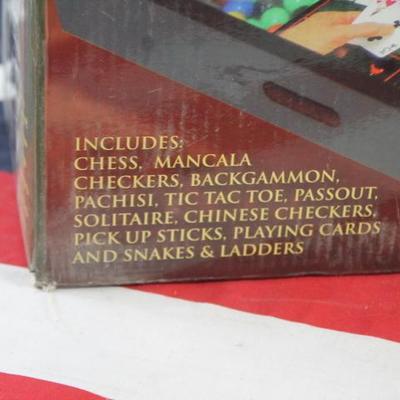 INCLUDES:
CHESS, MANCALA
CHECKERS, BACKGAMMON,
PACHISI, TIC TAC TOE, PASSOUT,
SOLITAIRE, CHINESE CHECKERS,
PICK UP STICKS, PLAYING CARDS
AND SNAKES & LADDERS